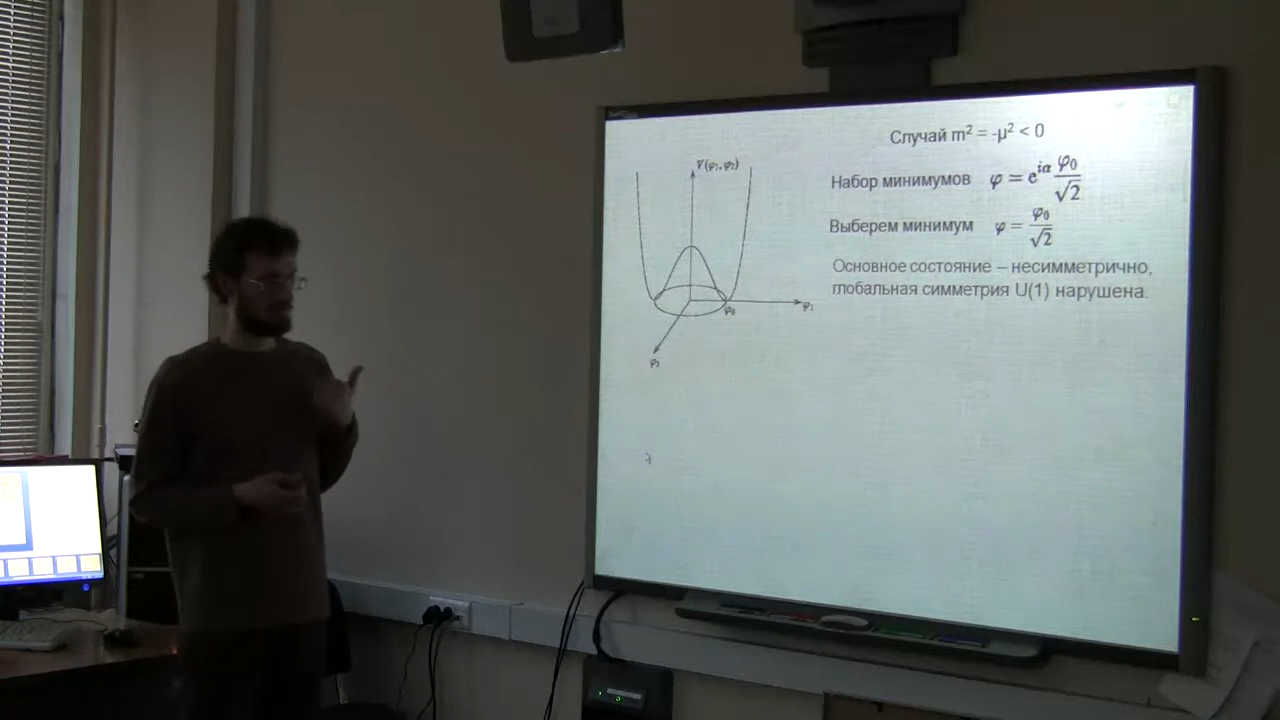 Случай m² = -μ² < 0
V(φ₁,φ₂)
Набор минимумов φ = e^{iα} φ₀/√2
Выберем минимум φ = φ₀/√2
Основное состояние – несимметрично,
глобальная симметрия U(1) нарушена.
φ₀
φ₁
φ₂